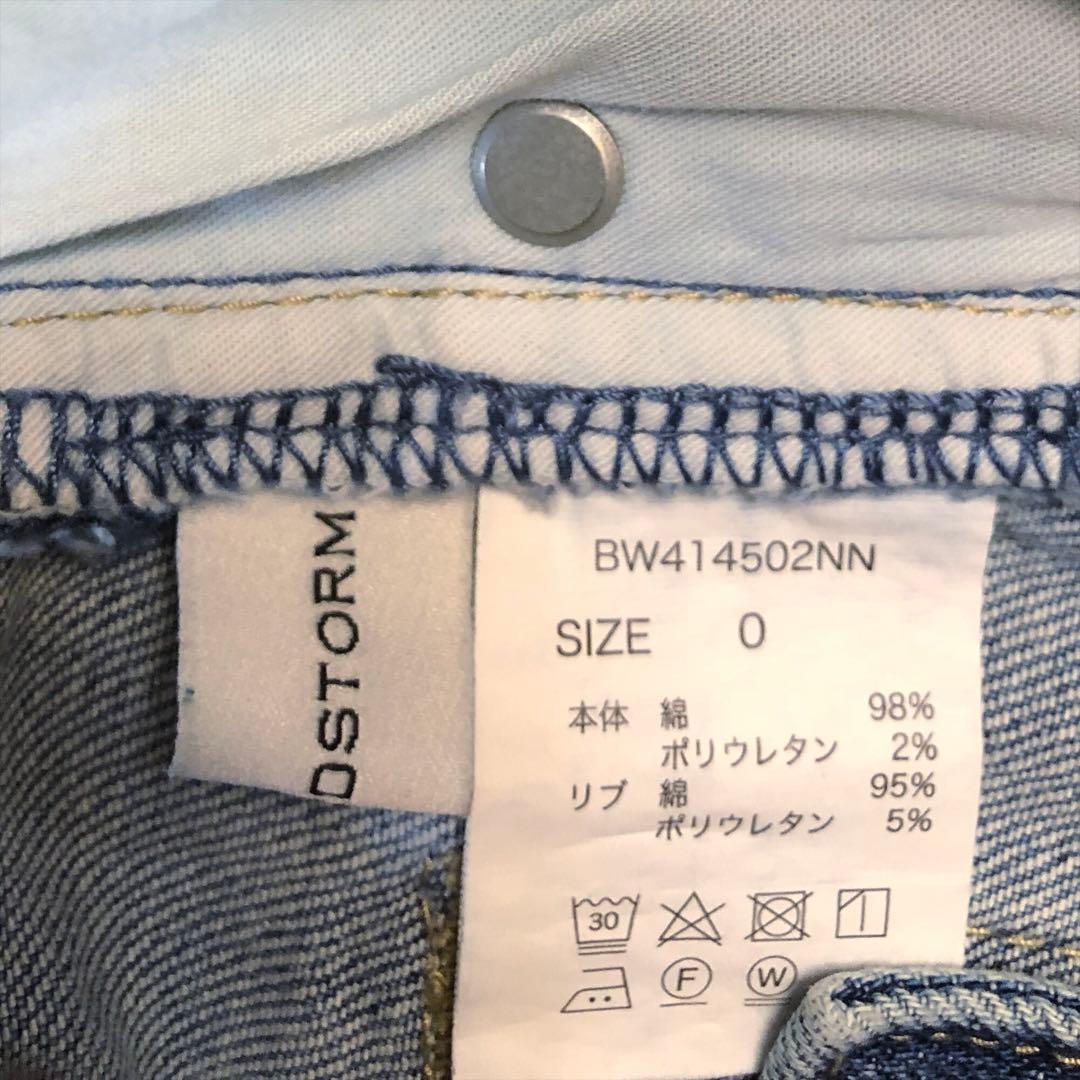 DSTORM
BW414502NN
SIZE 0
本体 綿 98%
ポリウレタン 2%
リブ 綿 95%
ポリウレタン 5%
30
F W